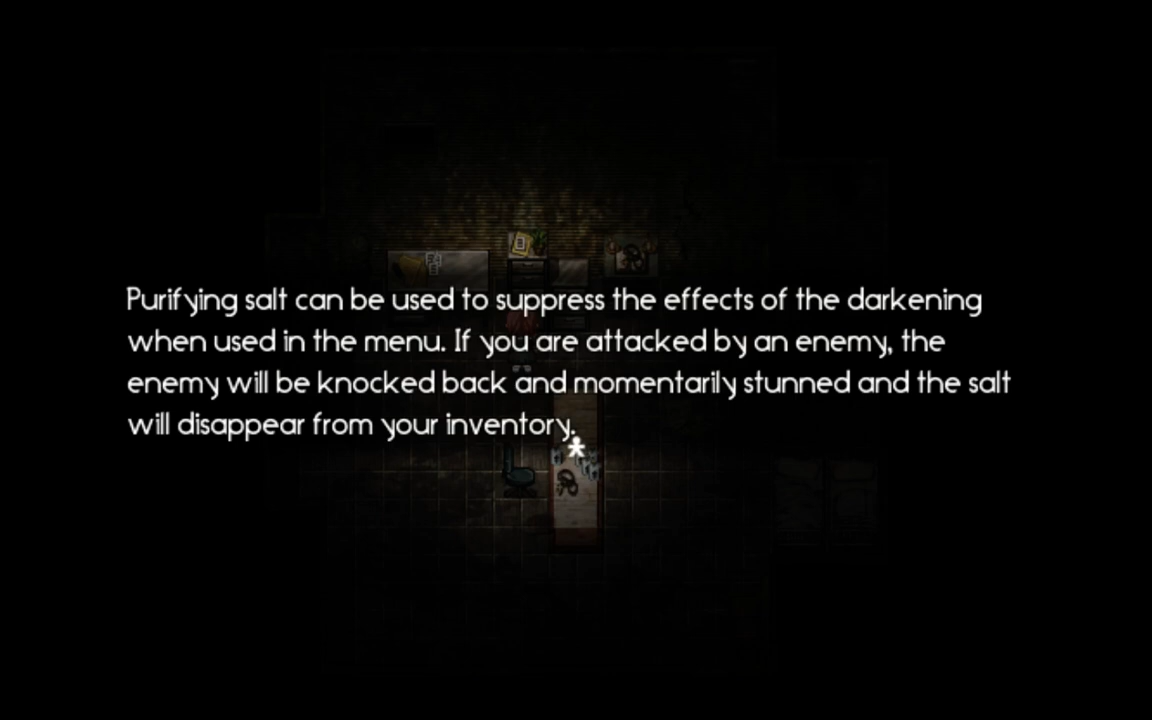 Purifying salt can be used to suppress the effects of the darkening
when used in the menu. If you are attacked by an enemy, the
enemy will be knocked back and momentarily stunned and the salt
will disappear from your inventory.